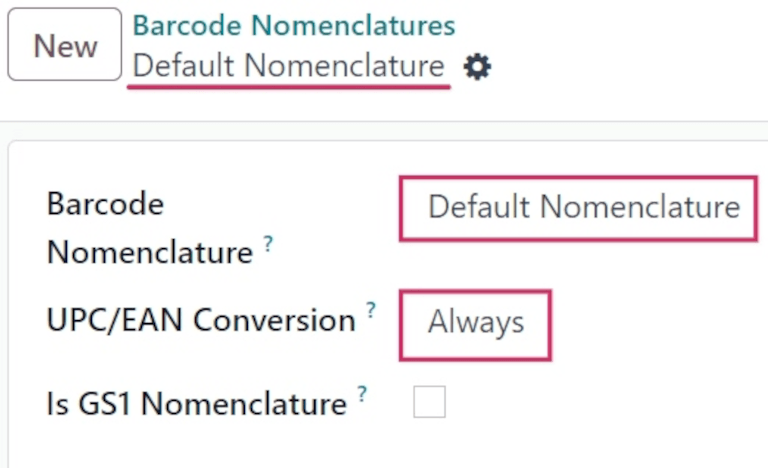 New
Barcode Nomenclatures
Default Nomenclature
Barcode
Nomenclature ?
Default Nomenclature
UPC/EAN Conversion ?
Always
Is GS1 Nomenclature ?